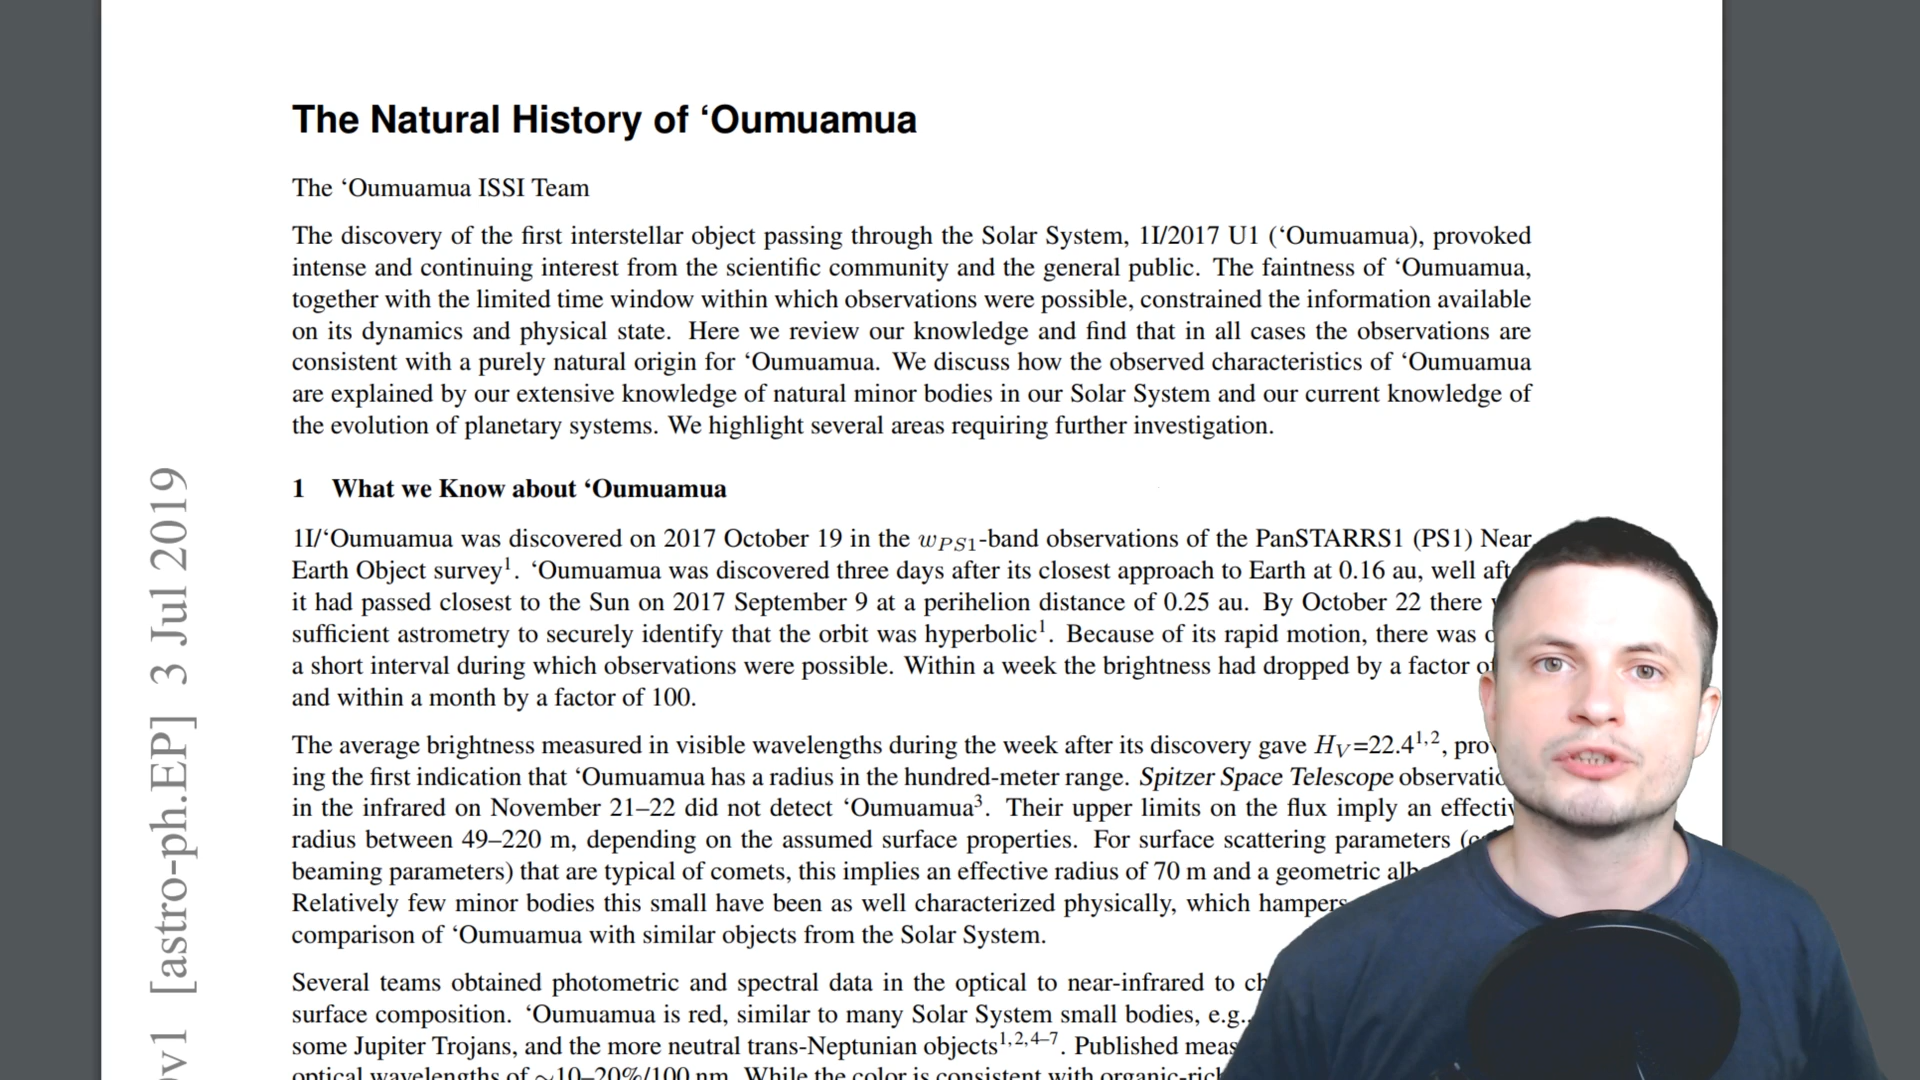 The Natural History of ‘Oumuamua
The ‘Oumuamua ISSI Team
The discovery of the first interstellar object passing through the Solar System, 1I/2017 U1 (‘Oumuamua), provoked
intense and continuing interest from the scientific community and the general public. The faintness of ‘Oumuamua,
together with the limited time window within which observations were possible, constrained the information available
on its dynamics and physical state. Here we review our knowledge and find that in all cases the observations are
consistent with a purely natural origin for ‘Oumuamua. We discuss how the observed characteristics of ‘Oumuamua
are explained by our extensive knowledge of natural minor bodies in our Solar System and our current knowledge of
the evolution of planetary systems. We highlight several areas requiring further investigation.
1 What we Know about ‘Oumuamua
1I/‘Oumuamua was discovered on 2017 October 19 in the wPS1-band observations of the PanSTARRS1 (PS1) Near
Earth Object survey1. ‘Oumuamua was discovered three days after its closest approach to Earth at 0.16 au, well
it had passed closest to the Sun on 2017 September 9 at a perihelion distance of 0.25 au. By October 22 there
sufficient astrometry to securely identify that the orbit was hyperbolic1. Because of its rapid motion, there was
a short interval during which observations were possible. Within a week the brightness had dropped by a factor
and within a month by a factor of 100.
The average brightness measured in visible wavelengths during the week after its discovery gave HV=22.41,2,
ing the first indication that ‘Oumuamua has a radius in the hundred-meter range. Spitzer Space Telescope
in the infrared on November 21–22 did not detect ‘Oumuamua3. Their upper limits on the flux imply an
radius between 49–220 m, depending on the assumed surface properties. For surface scattering parameters
beaming parameters) that are typical of comets, this implies an effective radius of 70 m and a geometric
Relatively few minor bodies this small have been as well characterized physically, which hampers
comparison of ‘Oumuamua with similar objects from the Solar System.
Several teams obtained photometric and spectral data in the optical to near-infrared to
surface composition. ‘Oumuamua is red, similar to many Solar System small bodies, e.g.
some Jupiter Trojans, and the more neutral trans-Neptunian objects1,2,4–7. Published
optical wavelengths of ~10–20%/100 nm. While the color is consistent with
v1 [astro-ph.EP] 3 Jul 2019